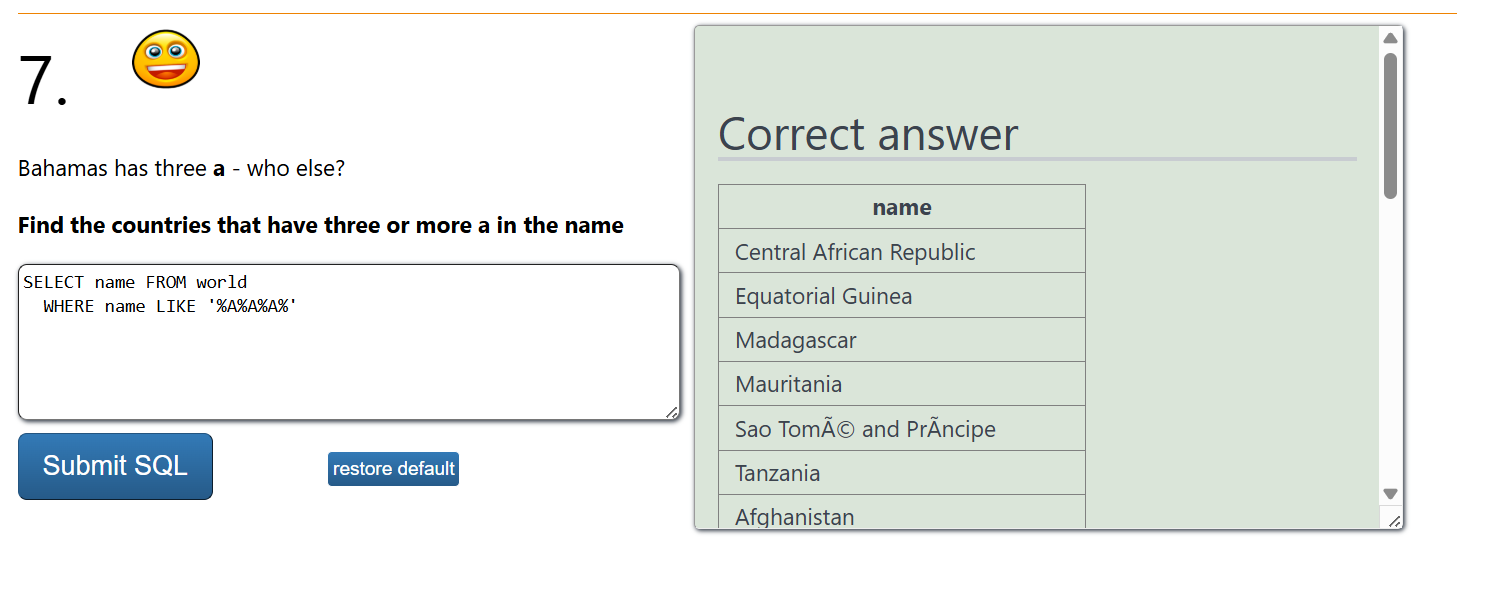 7.
Bahamas has three a - who else?
Find the countries that have three or more a in the name
SELECT name FROM world
WHERE name LIKE '%A%A%A%'
Submit SQL
restore default
Correct answer
name
Central African Republic
Equatorial Guinea
Madagascar
Mauritania
Sao TomÃ© and PrÃncipe
Tanzania
Afghanistan